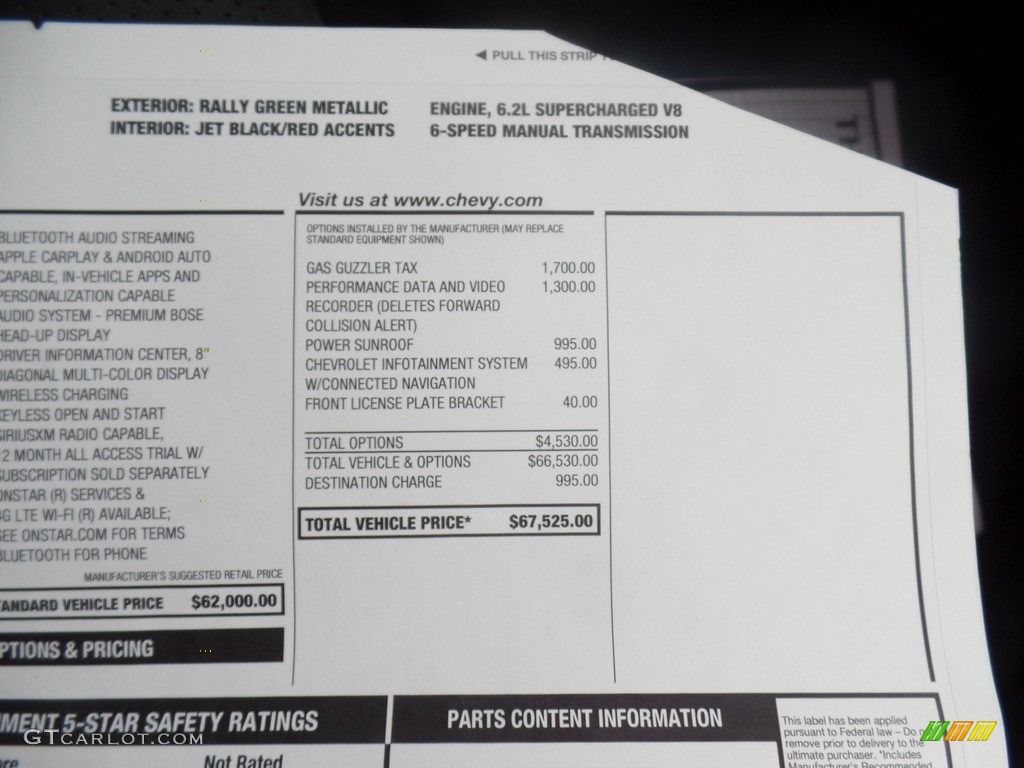 ◄ PULL THIS STRIP
EXTERIOR: RALLY GREEN METALLIC
INTERIOR: JET BLACK/RED ACCENTS
ENGINE, 6.2L SUPERCHARGED V8
6-SPEED MANUAL TRANSMISSION
BLUETOOTH AUDIO STREAMING
APPLE CARPLAY & ANDROID AUTO
CAPABLE, IN-VEHICLE APPS AND
PERSONALIZATION CAPABLE
AUDIO SYSTEM - PREMIUM BOSE
HEAD-UP DISPLAY
DRIVER INFORMATION CENTER, 8"
DIAGONAL MULTI-COLOR DISPLAY
WIRELESS CHARGING
KEYLESS OPEN AND START
SIRIUSXM RADIO CAPABLE,
12 MONTH ALL ACCESS TRIAL W/
SUBSCRIPTION SOLD SEPARATELY
ONSTAR (R) SERVICES &
4G LTE WI-FI (R) AVAILABLE;
SEE ONSTAR.COM FOR TERMS
BLUETOOTH FOR PHONE
MANUFACTURER'S SUGGESTED RETAIL PRICE
TANDARD VEHICLE PRICE $62,000.00
PTIONS & PRICING
Visit us at www.chevy.com
OPTIONS INSTALLED BY THE MANUFACTURER (MAY REPLACE
STANDARD EQUIPMENT SHOWN)
GAS GUZZLER TAX 1,700.00
PERFORMANCE DATA AND VIDEO 1,300.00
RECORDER (DELETES FORWARD
COLLISION ALERT)
POWER SUNROOF 995.00
CHEVROLET INFOTAINMENT SYSTEM 495.00
W/CONNECTED NAVIGATION
FRONT LICENSE PLATE BRACKET 40.00
TOTAL OPTIONS $4,530.00
TOTAL VEHICLE & OPTIONS $66,530.00
DESTINATION CHARGE 995.00
TOTAL VEHICLE PRICE* $67,525.00
MENT 5-STAR SAFETY RATINGS
Not Rated
PARTS CONTENT INFORMATION
This label has been applied
pursuant to Federal law – Do
remove prior to delivery to the
ultimate purchaser. *Includes
Manufacturer's Recommended
GTcarlot.com